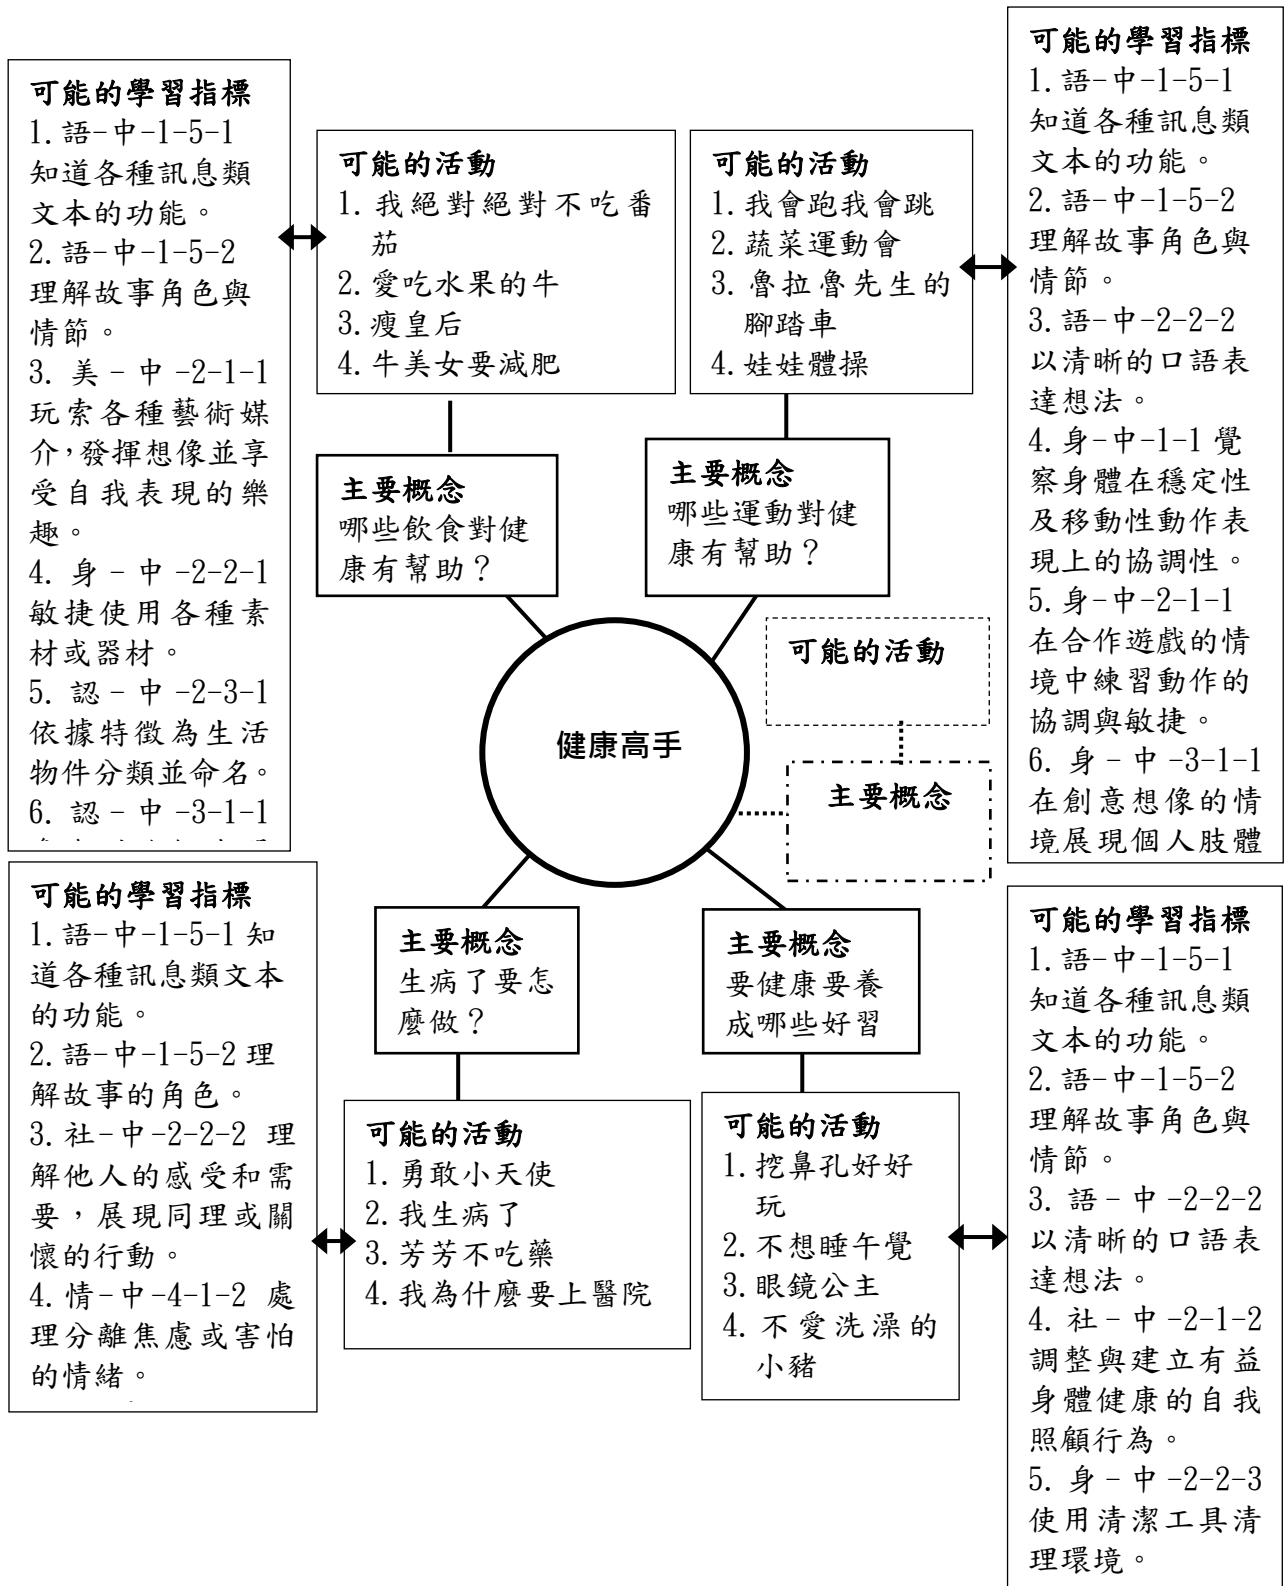 可能的學習指標
1.語-中-1-5-1
知道各種訊息類
文本的功能。
2.語-中-1-5-2
理解故事角色與
情節。
3. 美-中-2-1-1
玩索各種藝術媒
介,發揮想像並享
受自我表現的樂
趣。
4. 身-中-2-2-1
敏捷使用各種素
材或器材。
5. 認-中-2-3-1
依據特徵為生活
物件分類並命名。
6. 認-中-3-1-1
可能的活動
1. 我絕對絕對不吃番
茄
2.愛吃水果的牛
3.瘦皇后
4.牛美女要減肥
主要概念
哪些飲食對健
康有幫助?
可能的活動
1.我會跑我會跳
2.蔬菜運動會
3. 魯拉魯先生的
腳踏車
4.娃娃體操
主要概念
哪些運動對健
康有幫助?
可能的學習指標
1.語-中-1-5-1
知道各種訊息類
文本的功能。
2.語-中-1-5-2
理解故事角色與
情節。
3.語-中-2-2-2
以清晰的口語表
達想法。
4.身-中-1-1 覺
察身體在穩定性
及移動性動作表
現上的協調性。
5.身-中-2-1-1
在合作遊戲的情
境中練習動作的
協調與敏捷。
6. 身-中-3-1-1
在創意想像的情
境展現個人肢體
可能的活動
主要概念
健康高手
可能的學習指標
1.語-中-1-5-1 知
道各種訊息類文本
的功能。
2.語-中-1-5-2 理
解故事的角色。
3.社-中-2-2-2 理
解他人的感受和需
要,展現同理或關
懷的行動。
4.情-中-4-1-2 處
理分離焦慮或害怕
的情緒。
主要概念
生病了要怎
麼做?
可能的活動
1.勇敢小天使
2.我生病了
3.芳芳不吃藥
4.我為什麼要上醫院
主要概念
要健康要養
成哪些好習
可能的活動
1.挖鼻孔好好
玩
2.不想睡午覺
3.眼鏡公主
4. 不愛洗澡的
小豬
可能的學習指標
1.語-中-1-5-1
知道各種訊息類
文本的功能。
2.語-中-1-5-2
理解故事角色與
情節。
3. 語-中-2-2-2
以清晰的口語表
達想法。
4. 社-中-2-1-2
調整與建立有益
身體健康的自我
照顧行為。
5. 身-中-2-2-3
使用清潔工具清
理環境。